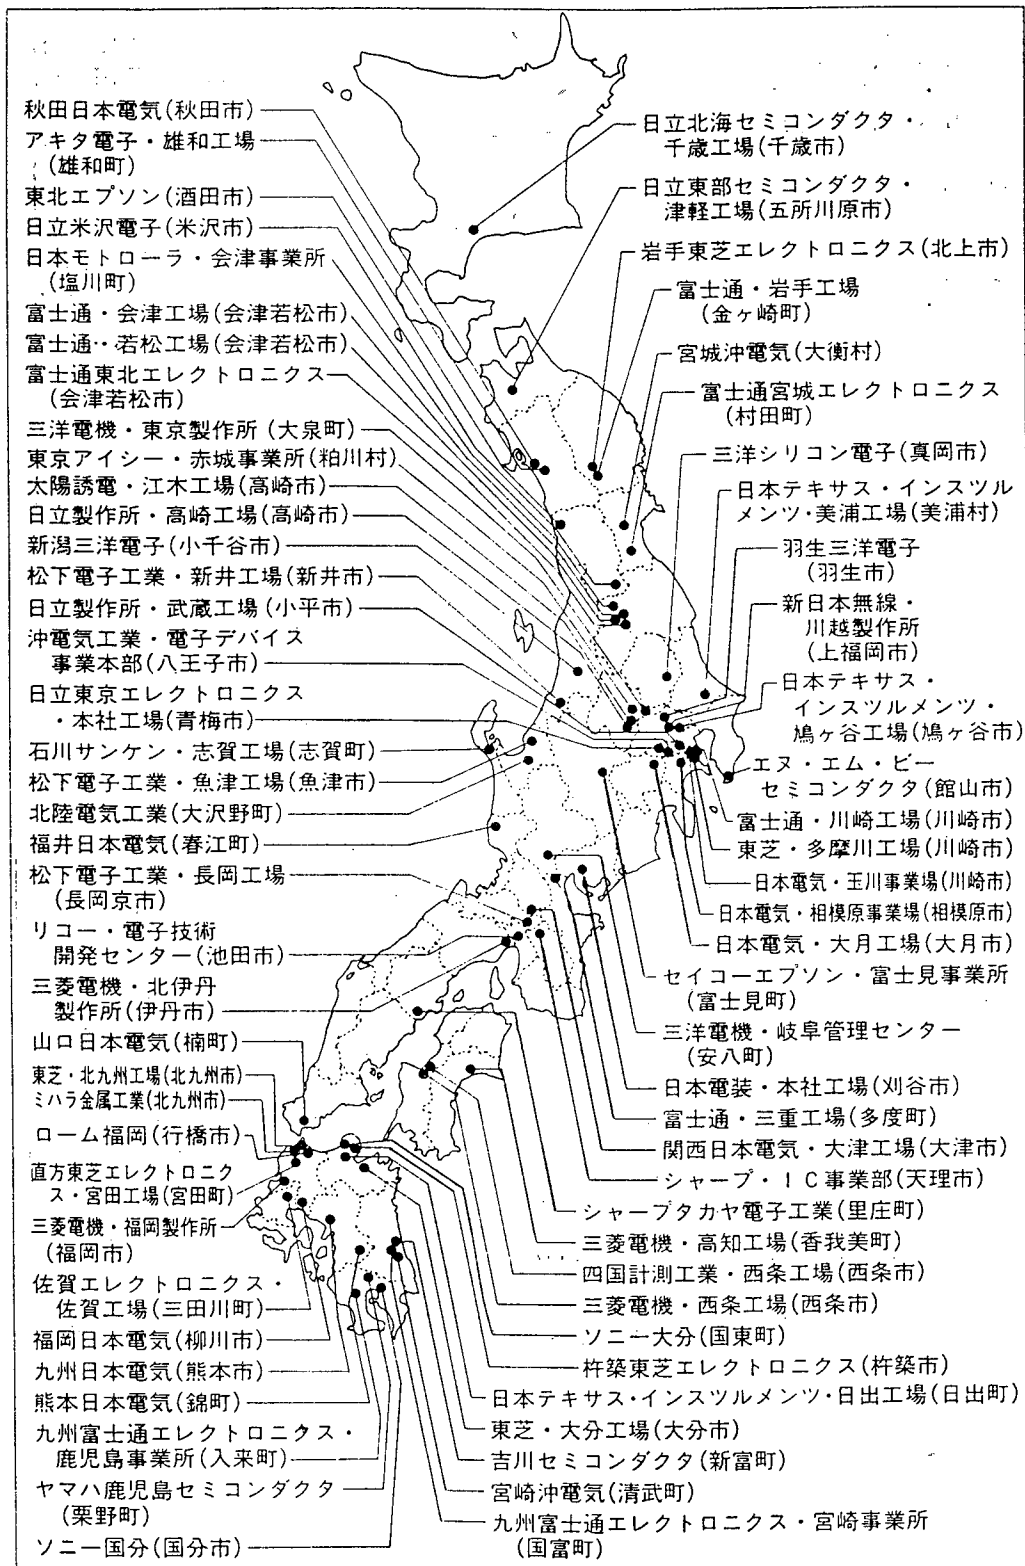 秋田日本電気(秋田市)
アキタ電子・雄和工場
(雄和町)
東北エプソン(酒田市)
日立米沢電子(米沢市)
日本モトローラ・会津事業所
(塩川町)
富士通・会津工場(会津若松市)
富士通・若松工場(会津若松市)
富士通東北エレクトロニクス
(会津若松市)
三洋電機・東京製作所(大泉町)
東京アイシー・赤城事業所(粕川村)
太陽誘電・江木工場(高崎市)
日立製作所・高崎工場(高崎市)
新潟三洋電子(小千谷市)
松下電子工業・新井工場(新井市)
日立製作所・武蔵工場(小平市)
沖電気工業・電子デバイス
事業本部(八王子市)
日立東京エレクトロニクス
・本社工場(青梅市)
石川サンケン・志賀工場(志賀町)
松下電子工業・魚津工場(魚津市)
北陸電気工業(大沢野町)
福井日本電気(春江町)
松下電子工業・長岡工場
(長岡京市)
リコー・電子技術
開発センター(池田市)
三菱電機・北伊丹
製作所(伊丹市)
山口日本電気(楠町)
東芝・北九州工場(北九州市)
ミハラ金属工業(北九州市)
ローム福岡(行橋市)
直方東芝エレクトロニク
ス・宮田工場(宮田町)
三菱電機・福岡製作所
(福岡市)
佐賀エレクトロニクス・
佐賀工場(三田川町)
福岡日本電気(柳川市)
九州日本電気(熊本市)
熊本日本電気(錦町)
九州富士通エレクトロニクス・
鹿児島事業所(入来町)
ヤマハ鹿児島セミコンダクタ
(栗野町)
ソニー国分(国分市)
日立北海セミコンダクタ・
千歳工場(千歳市)
日立東部セミコンダクタ・
津軽工場(五所川原市)
岩手東芝エレクトロニクス(北上市)
富士通・岩手工場
(金ヶ崎町)
宮城沖電気(大衡村)
富士通宮城エレクトロニクス
(村田町)
三洋シリコン電子(真岡市)
日本テキサス・インスツル
メンツ・美浦工場(美浦村)
羽生三洋電子
(羽生市)
新日本無線・
川越製作所
(上福岡市)
日本テキサス・
インスツルメンツ・
鳩ヶ谷工場(鳩ヶ谷市)
エヌ・エム・ビー
セミコンダクタ(館山市)
富士通・川崎工場(川崎市)
東芝・多摩川工場(川崎市)
日本電気・玉川事業場(川崎市)
日本電気・相模原事業場(相模原市)
日本電気・大月工場(大月市)
セイコーエプソン・富士見事業所
(富士見町)
三洋電機・岐阜管理センター
(安八町)
日本電装・本社工場(刈谷市)
富士通・三重工場(多度町)
関西日本電気・大津工場(大津市)
シャープ・IC事業部(天理市)
シャープタカヤ電子工業(里庄町)
三菱電機・高知工場(香我美町)
四国計測工業・西条工場(西条市)
三菱電機・西条工場(西条市)
ソニー大分(国東町)
杵築東芝エレクトロニクス(杵築市)
日本テキサス・インスツルメンツ・日出工場(日出町)
東芝・大分工場(大分市)
吉川セミコンダクタ(新富町)
宮崎沖電気(清武町)
九州富士通エレクトロニクス・宮崎事業所
(国富町)